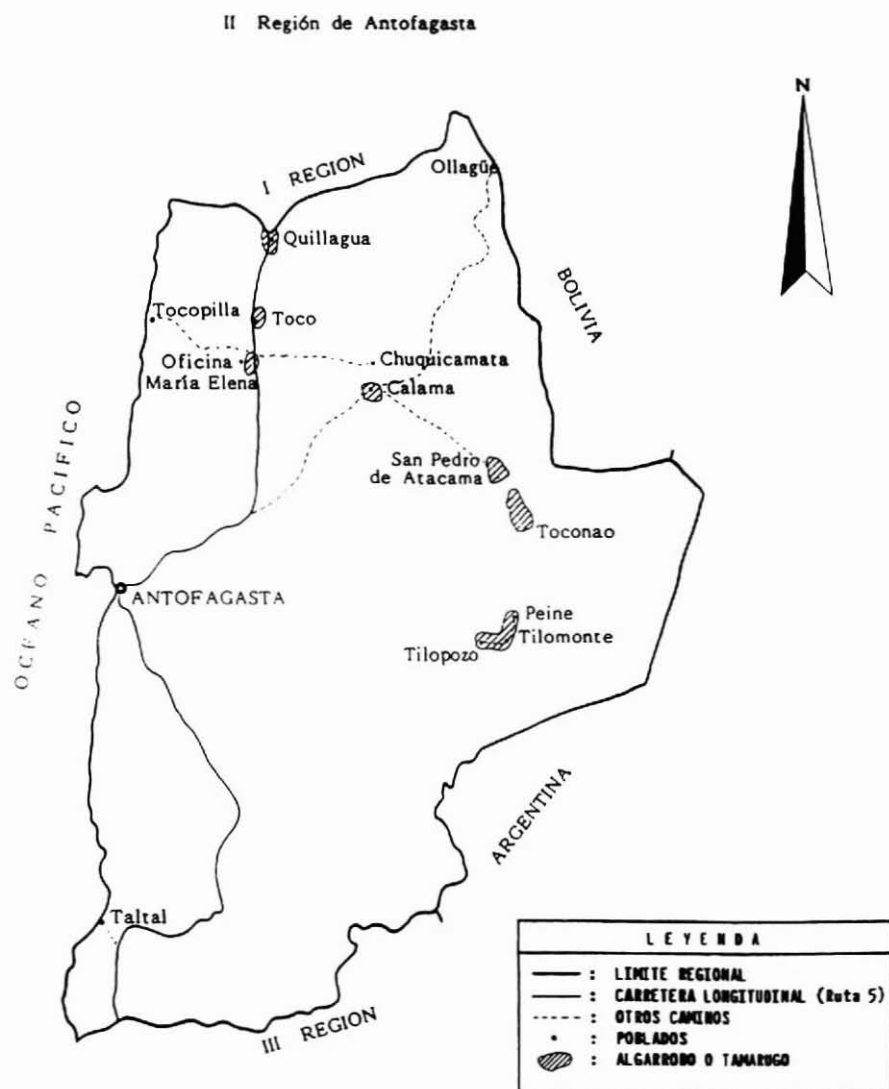 II Región de Antofagasta
N
I REGION
Ollagüe
Quillagua
BOLIVIA
Tocopilla
Toco
Oficina
María Elena
Chuquicamata
Calama
OCEANO PACIFICO
San Pedro
de Atacama
Toconao
ANTOFAGASTA
Peine
Tilomonte
Tilopozo
ARGENTINA
Taltal
III REGION
LEYENDA
: LIMITE REGIONAL
: CARRETERA LONGITUDINAL (Ruta 5)
: OTROS CAMINOS
: POBLADOS
: ALGARROBO O TAMARUGO